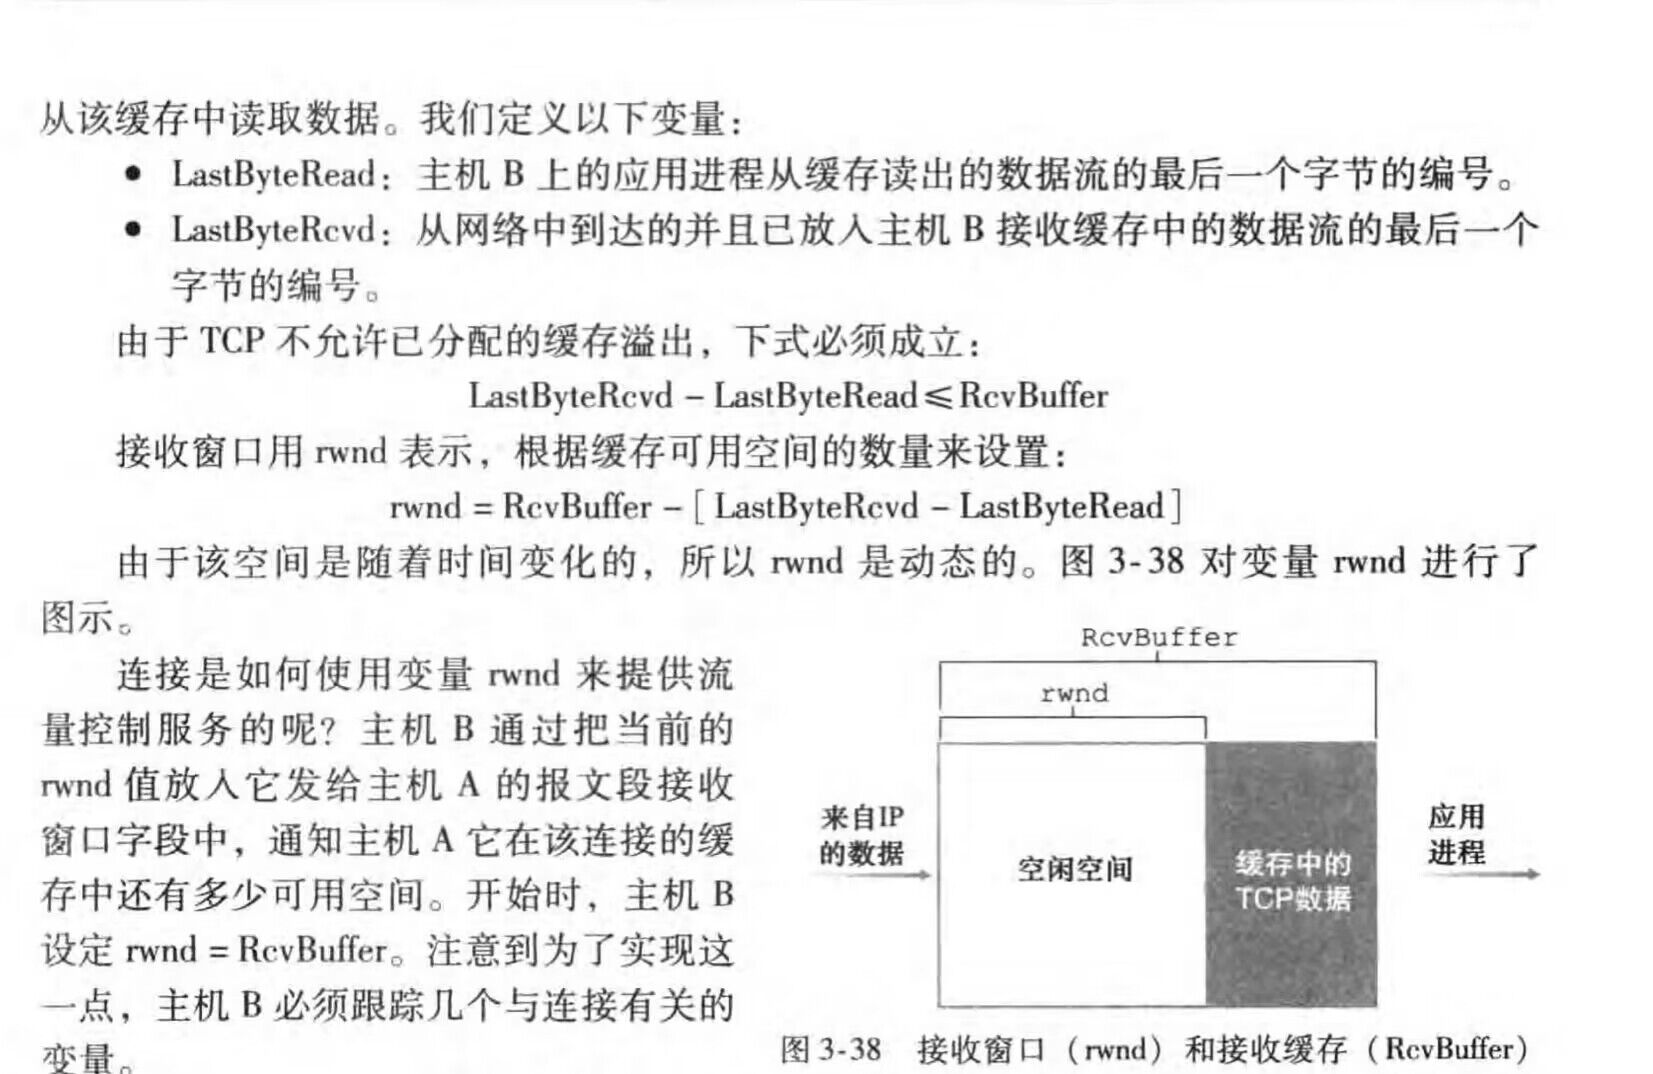 从该缓存中读取数据。我们定义以下变量：
● LastByteRead：主机 B 上的应用进程从缓存读出的数据流的最后一个字节的编号。
● LastByteRcvd：从网络中到达的并且已放入主机 B 接收缓存中的数据流的最后一个
字节的编号。
由于 TCP 不允许已分配的缓存溢出，下式必须成立：
LastByteRcvd - LastByteRead≤RcvBuffer
接收窗口用 rwnd 表示，根据缓存可用空间的数量来设置：
rwnd = RcvBuffer - [ LastByteRcvd - LastByteRead ]
由于该空间是随着时间变化的，所以 rwnd 是动态的。图 3-38 对变量 rwnd 进行了
图示。
连接是如何使用变量 rwnd 来提供流
量控制服务的呢？主机 B 通过把当前的
rwnd 值放入它发给主机 A 的报文段接收
窗口字段中，通知主机 A 它在该连接的缓
存中还有多少可用空间。开始时，主机 B
设定 rwnd = RcvBuffer。注意到为了实现这
一点，主机 B 必须跟踪几个与连接有关的
变量。
RcvBuffer
rwnd
来自IP
的数据
空闲空间
缓存中的
TCP数据
应用
进程
图 3-38 接收窗口（rwnd）和接收缓存（RcvBuffer）